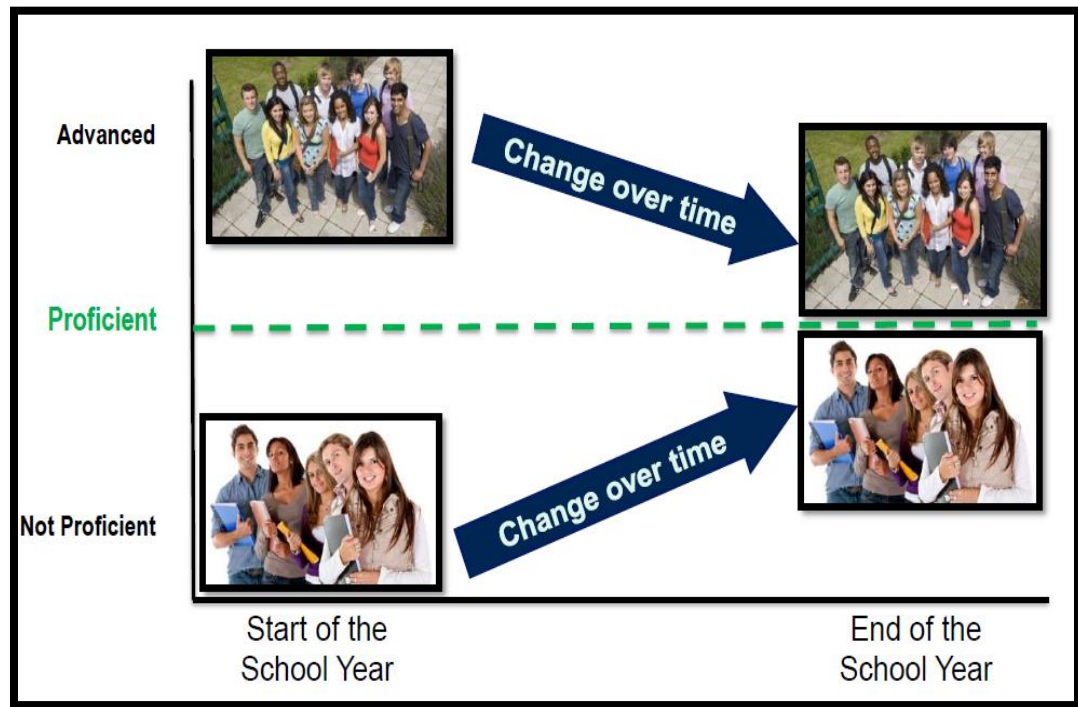 Advanced
Change over time
Proficient
Not Proficient
Change over time
Start of the
School Year
End of the
School Year